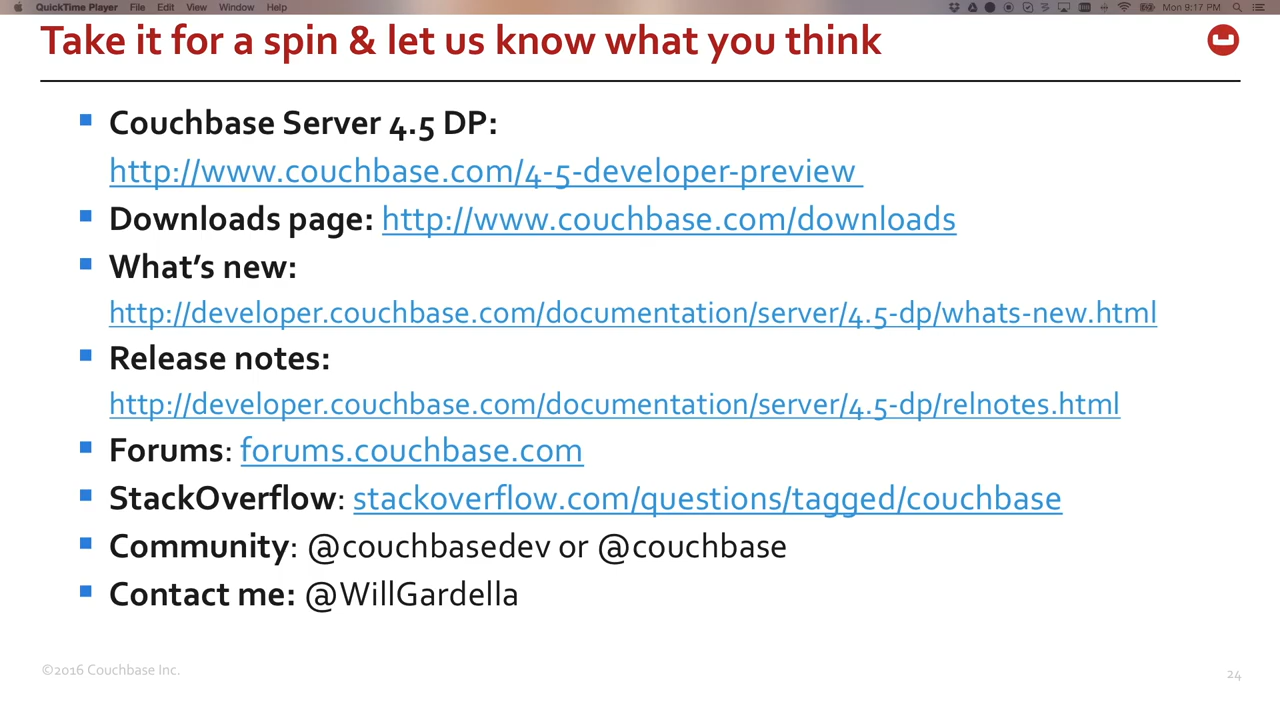 QuickTime Player File Edit View Window Help Mon 9:17 PM
Take it for a spin & let us know what you think
Couchbase Server 4.5 DP:
http://www.couchbase.com/4-5-developer-preview
Downloads page: http://www.couchbase.com/downloads
What's new:
http://developer.couchbase.com/documentation/server/4.5-dp/whats-new.html
Release notes:
http://developer.couchbase.com/documentation/server/4.5-dp/relnotes.html
Forums: forums.couchbase.com
StackOverflow: stackoverflow.com/questions/tagged/couchbase
Community: @couchbasedev or @couchbase
Contact me: @WillGardella
©2016 Couchbase Inc.
24